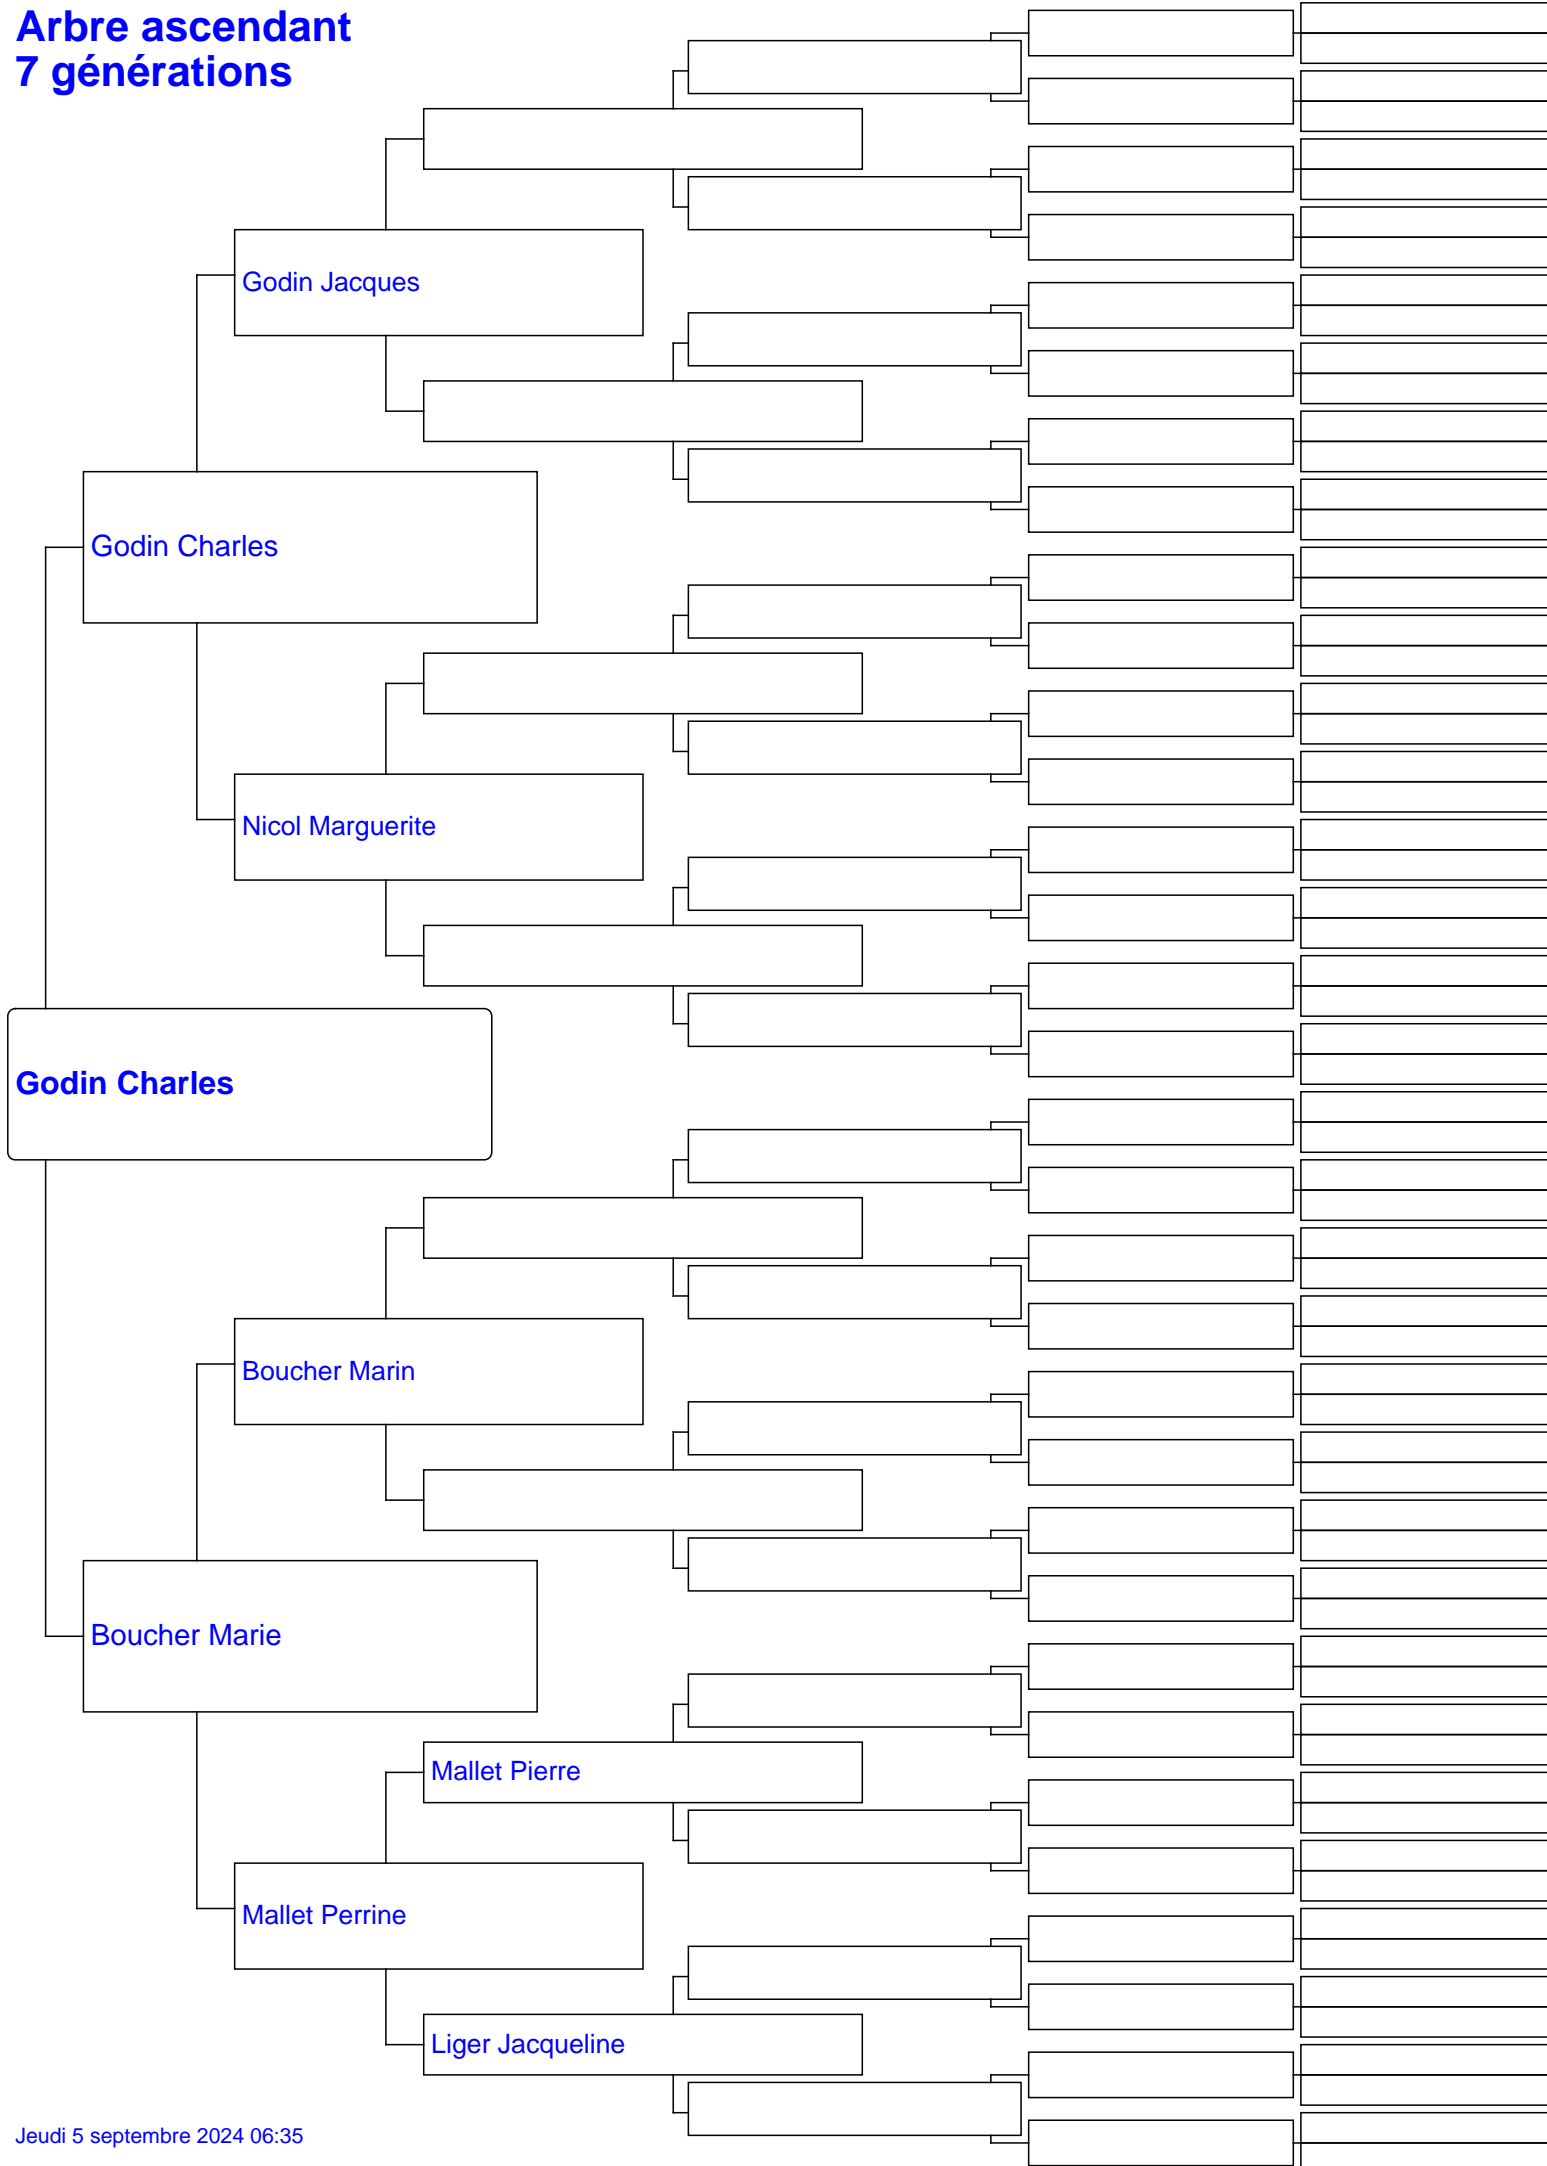 Arbre ascendant
7 générations
Godin Jacques
Godin Charles
Nicol Marguerite
Godin Charles
Boucher Marin
Boucher Marie
Mallet Pierre
Mallet Perrine
Liger Jacqueline
Jeudi 5 septembre 2024 06:35